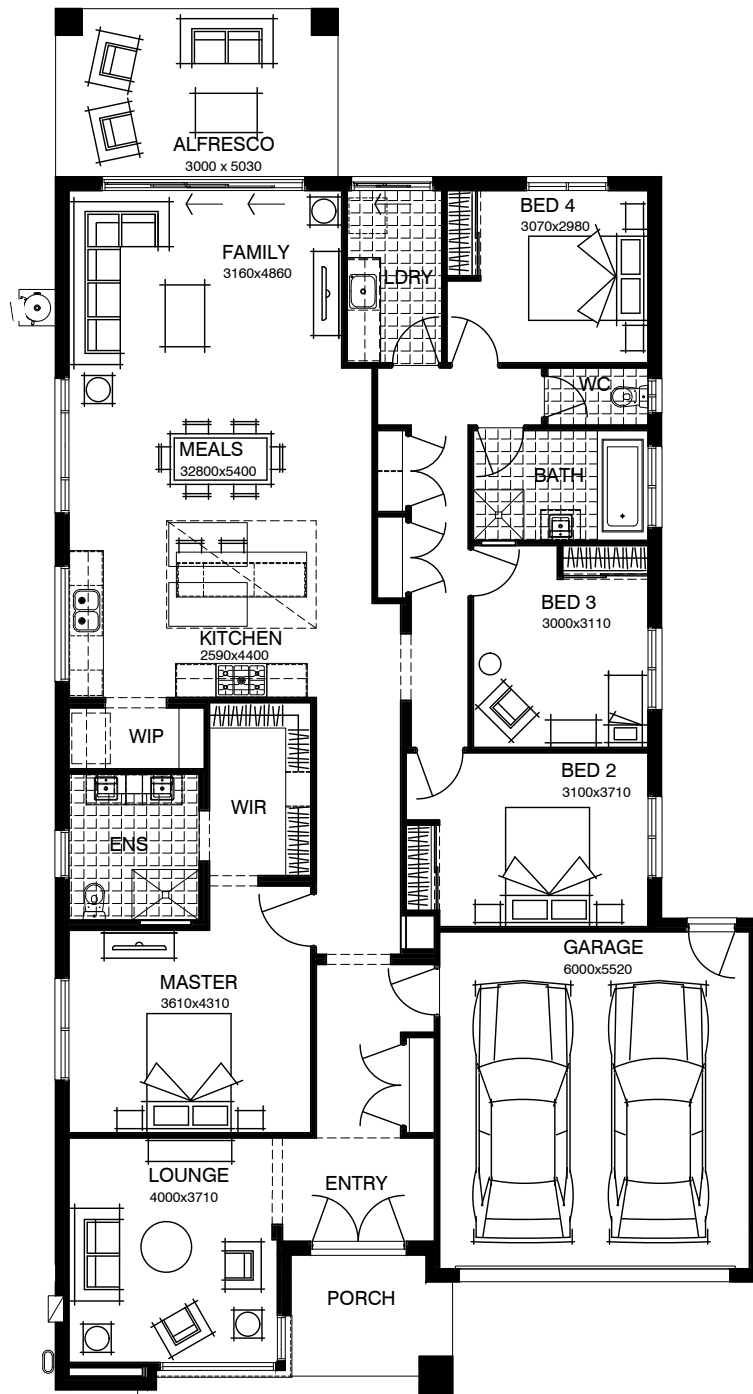 ALFRESCO
3000 x 5030
BED 4
3070x2980
FAMILY
3160x4860
LDRY
WC
MEALS
32800x5400
BATH
BED 3
3000x3110
KITCHEN
2590x4400
WIP
BED 2
3100x3710
WIR
ENS
GARAGE
6000x5520
MASTER
3610x4310
LOUNGE
4000x3710
ENTRY
PORCH